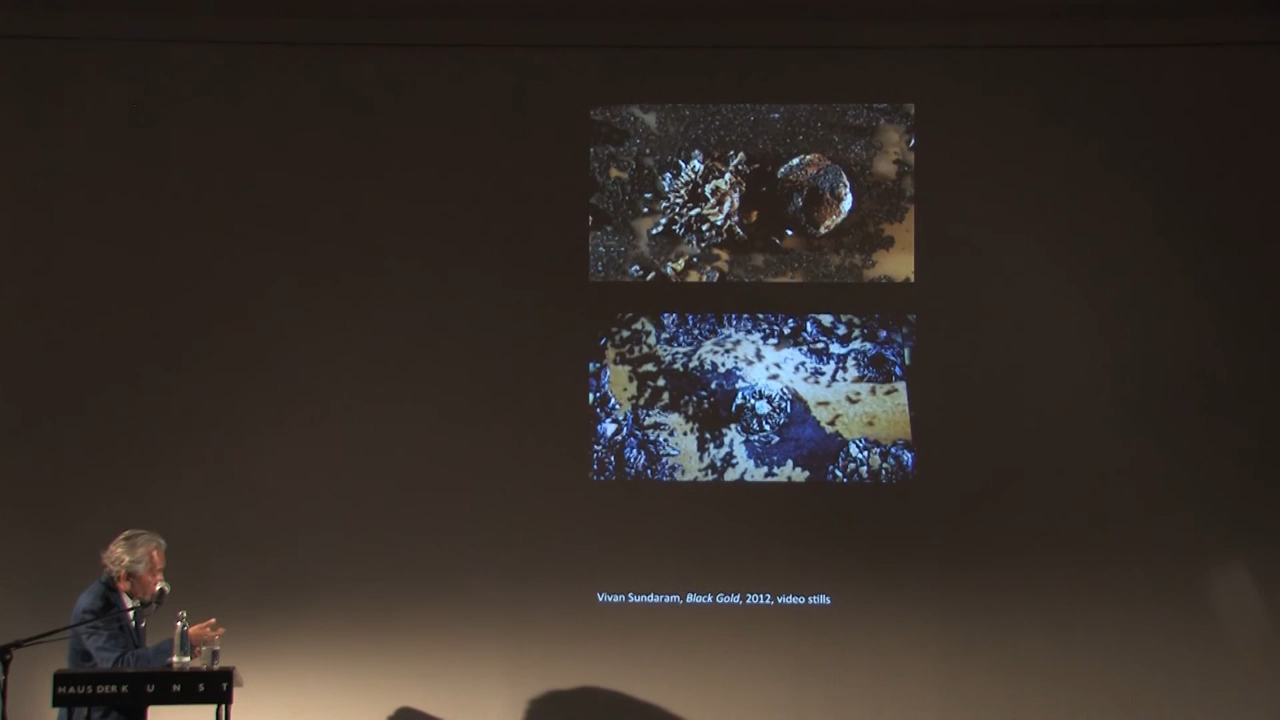 Vivan Sundaram, Black Gold, 2012, video stills
HAUS DER K U N S T